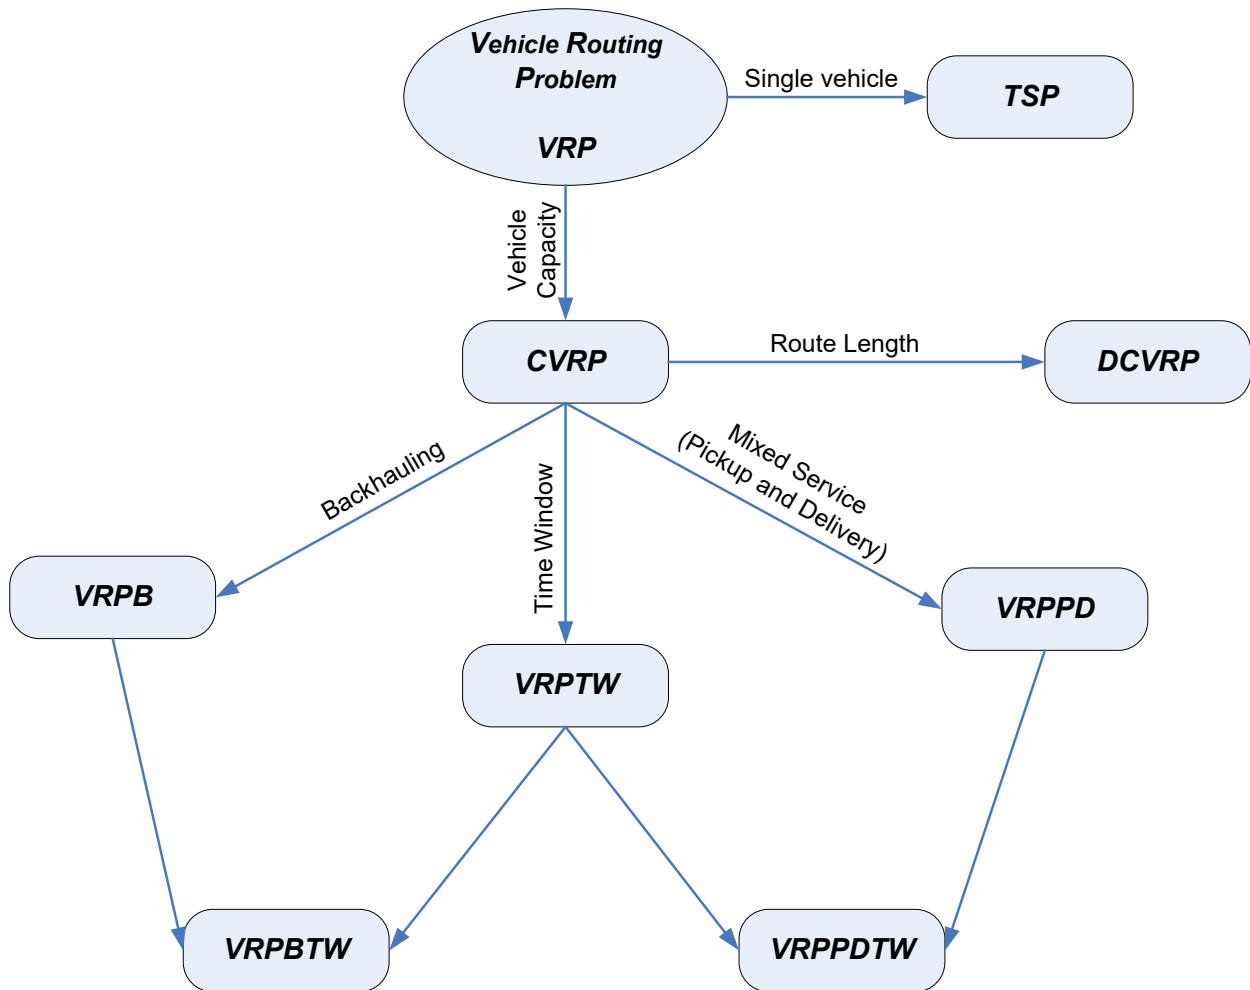 Vehicle Routing
Problem
VRP
Single vehicle
TSP
Vehicle
Capacity
CVRP
Route Length
DCVRP
Backhauling
Time Window
Mixed Service
(Pickup and Delivery)
VRPB
VRPPD
VRPTW
VRPBTW
VRPPDTW